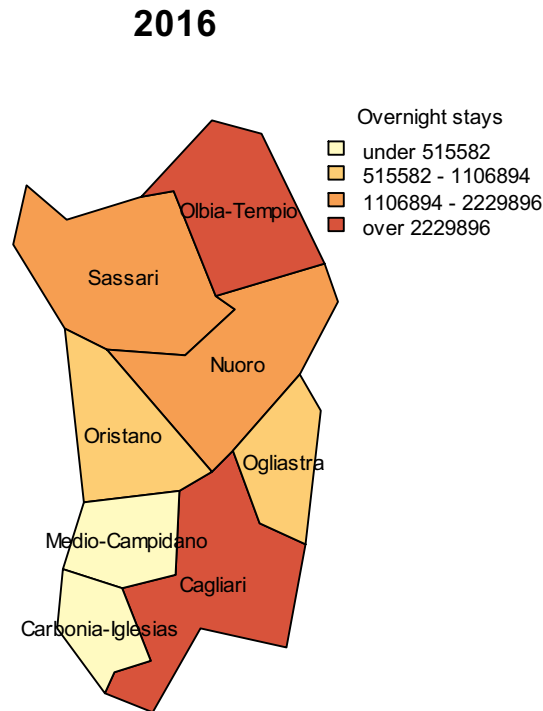 2016
Overnight stays
under 515582
515582 - 1106894
1106894 - 2229896
over 2229896
Olbia-Tempio
Sassari
Nuoro
Oristano
Ogliastra
Medio-Campidano
Cagliari
Carbonia-Iglesias